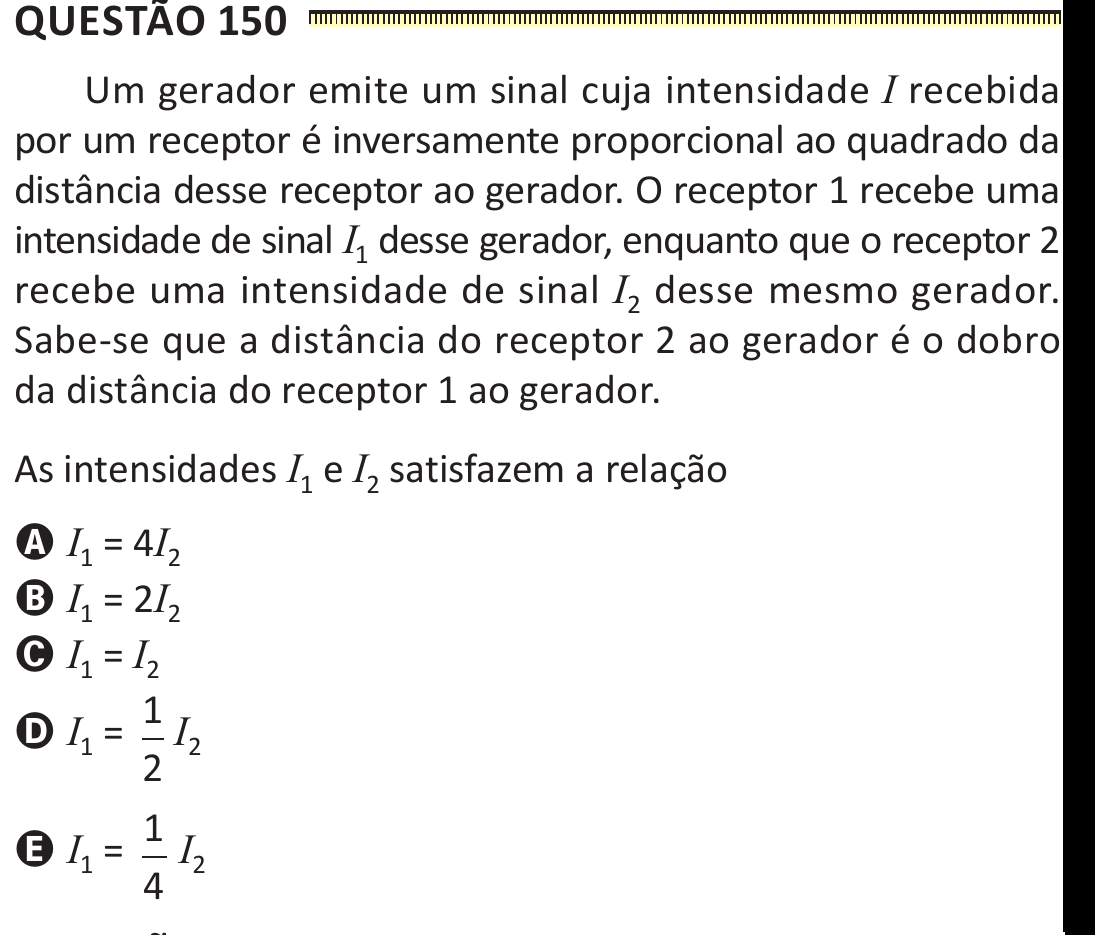 QUESTÃO 150
Um gerador emite um sinal cuja intensidade I recebida
por um receptor é inversamente proporcional ao quadrado da
distância desse receptor ao gerador. O receptor 1 recebe uma
intensidade de sinal I₁ desse gerador, enquanto que o receptor 2
recebe uma intensidade de sinal I₂ desse mesmo gerador.
Sabe-se que a distância do receptor 2 ao gerador é o dobro
da distância do receptor 1 ao gerador.
As intensidades I₁ e I₂ satisfazem a relação
A I₁ = 4I₂
B I₁ = 2I₂
C I₁ = I₂
D I₁ = 1/2 I₂
E I₁ = 1/4 I₂